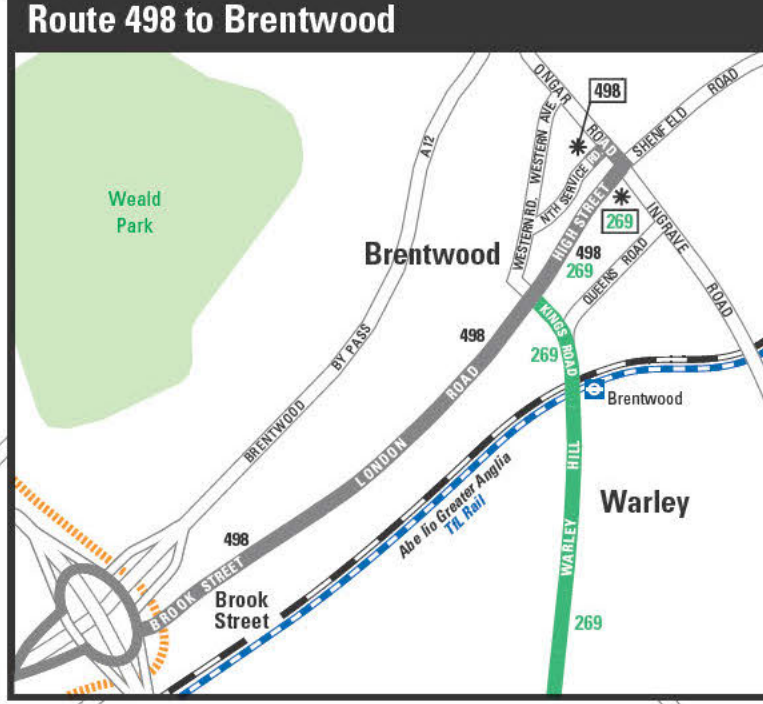 Route 498 to Brentwood
ONGAR ROAD
498
SHENFIELD ROAD
A12
WESTERN RD, WESTERN AVE
NTH SERVICE RD
Weald
Park
HIGH STREET
269
INGRAVE ROAD
Brentwood
498
269
QUEENS ROAD
498
KINGS ROAD
269
BRENTWOOD BY PASS
LONDON ROAD
Brentwood
WARLEY HILL
Abe lio Greater Anglia
TfL Rail
Warley
498
BROOK STREET
Brook
Street
269